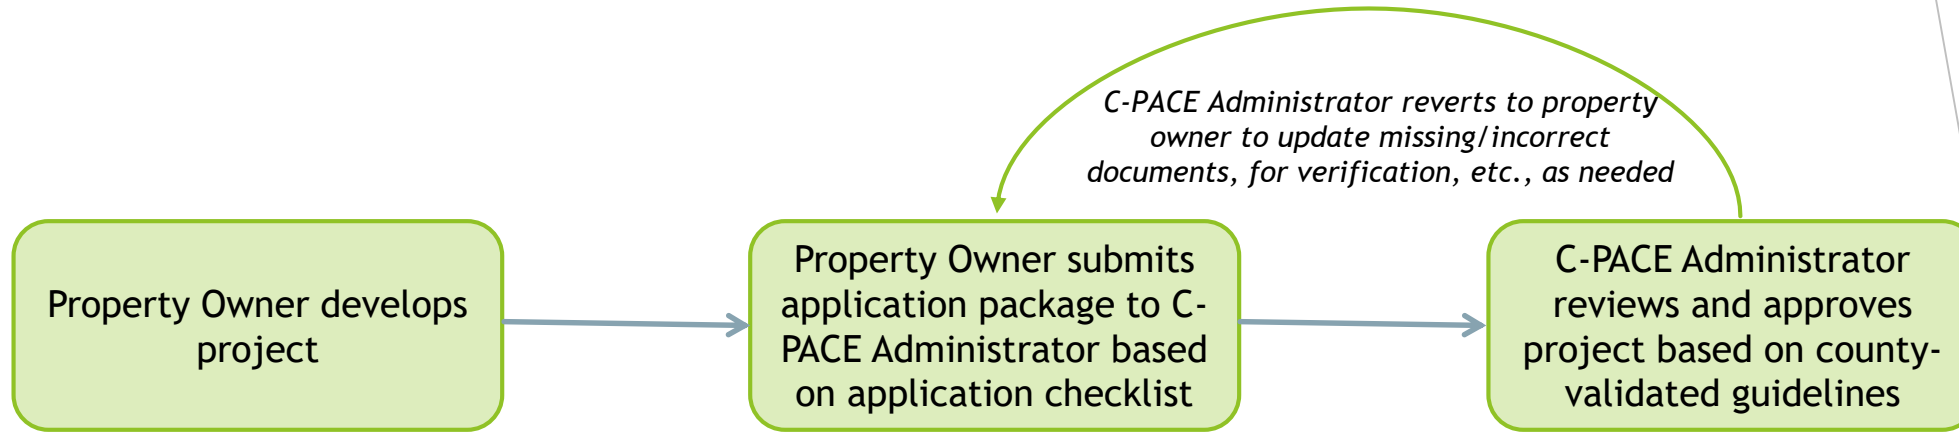 C-PACE Administrator reverts to property
owner to update missing/incorrect
documents, for verification, etc., as needed
Property Owner develops
project
Property Owner submits
application package to C-
PACE Administrator based
on application checklist
C-PACE Administrator
reviews and approves
project based on county-
validated guidelines